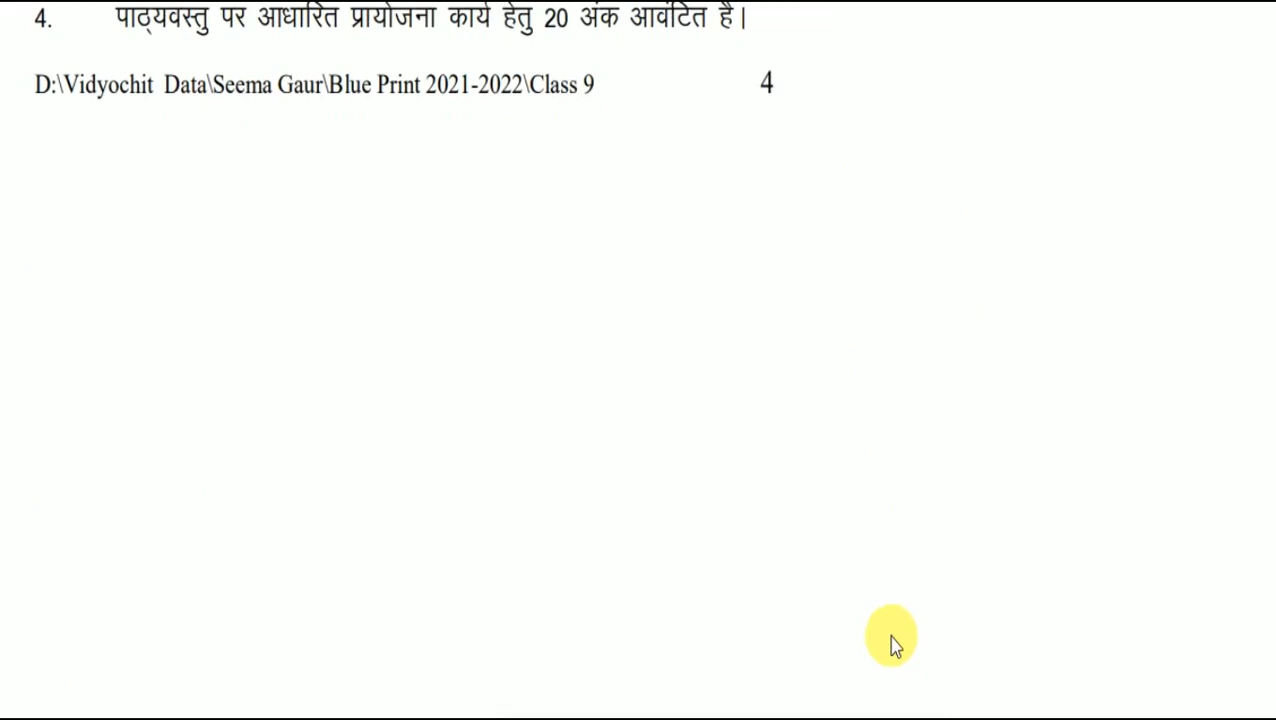 4. पाठ्यवस्तु पर आधारित प्रायोजना कार्य हेतु 20 अंक आवंटित है।
D:\Vidyochit Data\Seema Gaur\Blue Print 2021-2022\Class 9 4